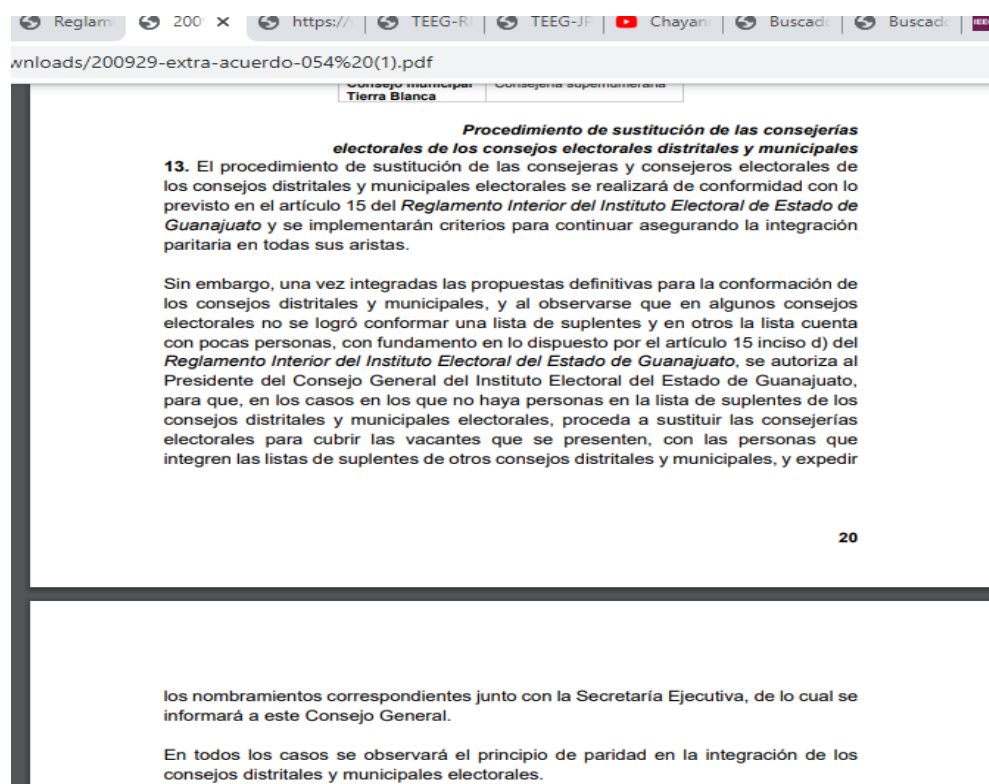 Reglam 200 https:// TEEG-R TEEG-JP Chayan Buscado Buscad IEE
wnloads/200929-extra-acuerdo-054%20(1).pdf
Consejo municipal Consejería supernumeraria
Tierra Blanca
Procedimiento de sustitución de las consejerías
electorales de los consejos electorales distritales y municipales
13. El procedimiento de sustitución de las consejeras y consejeros electorales de
los consejos distritales y municipales electorales se realizará de conformidad con lo
previsto en el artículo 15 del Reglamento Interior del Instituto Electoral de Estado de
Guanajuato y se implementarán criterios para continuar asegurando la integración
paritaria en todas sus aristas.
Sin embargo, una vez integradas las propuestas definitivas para la conformación de
los consejos distritales y municipales, y al observarse que en algunos consejos
electorales no se logró conformar una lista de suplentes y en otros la lista cuenta
con pocas personas, con fundamento en lo dispuesto por el artículo 15 inciso d) del
Reglamento Interior del Instituto Electoral del Estado de Guanajuato, se autoriza al
Presidente del Consejo General del Instituto Electoral del Estado de Guanajuato,
para que, en los casos en los que no haya personas en la lista de suplentes de los
consejos distritales y municipales electorales, proceda a sustituir las consejerías
electorales para cubrir las vacantes que se presenten, con las personas que
integren las listas de suplentes de otros consejos distritales y municipales, y expedir
20
los nombramientos correspondientes junto con la Secretaría Ejecutiva, de lo cual se
informará a este Consejo General.
En todos los casos se observará el principio de paridad en la integración de los
consejos distritales y municipales electorales.